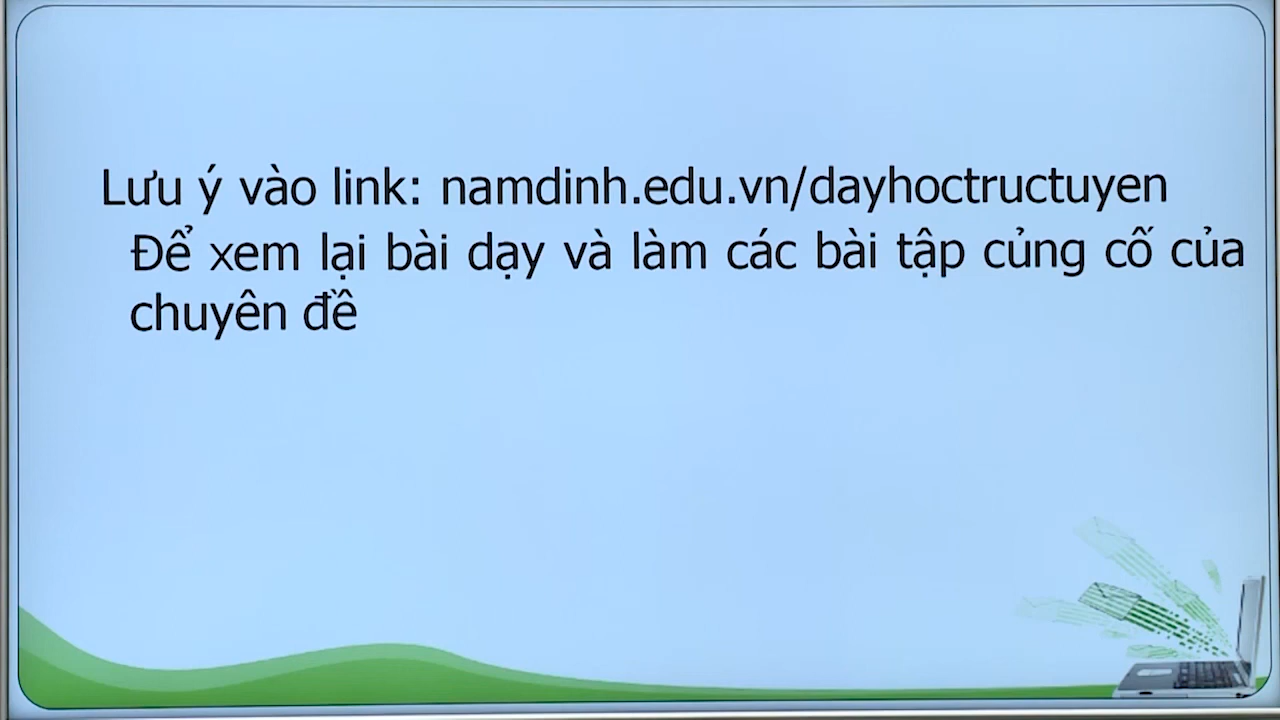 Lưu ý vào link: namdinh.edu.vn/dayhoctructuyen
Để xem lại bài dạy và làm các bài tập củng cố của
chuyên đề